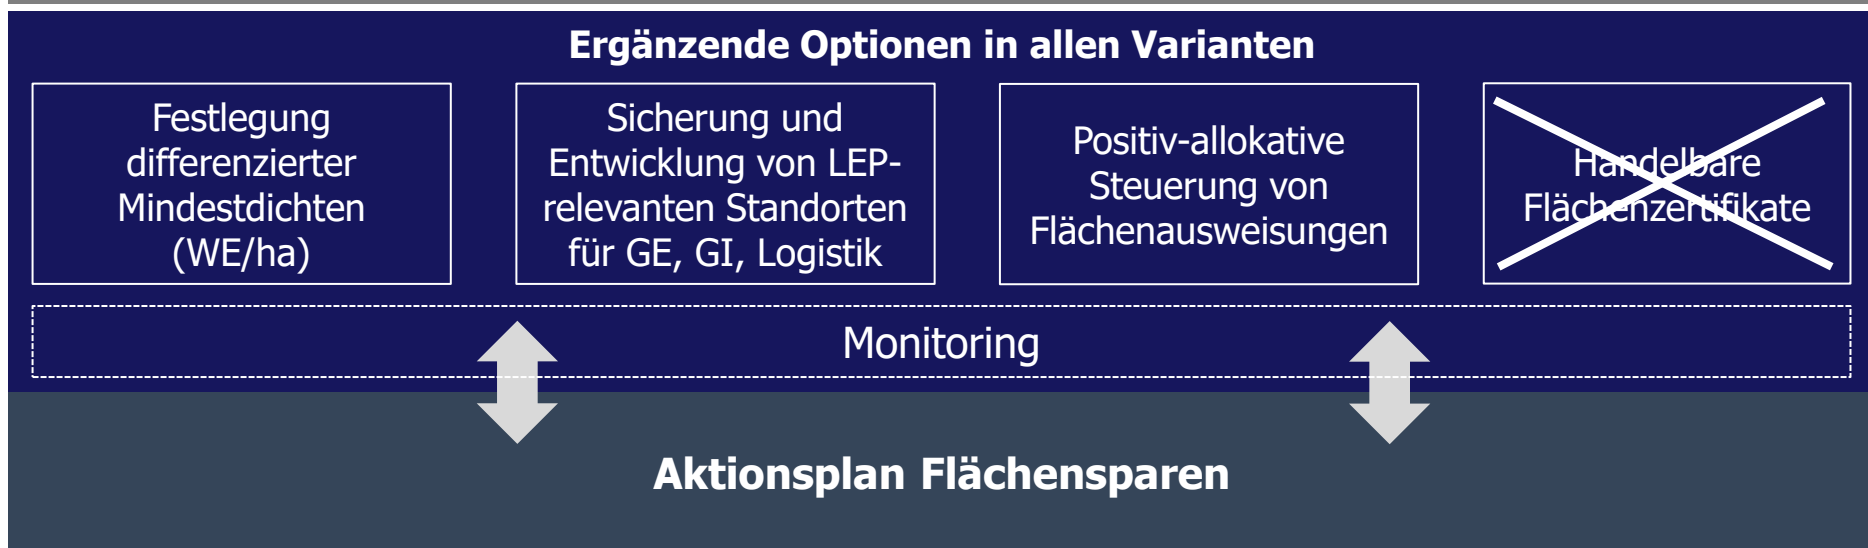 Ergänzende Optionen in allen Varianten
Festlegung
differenzierter
Mindestdichten
(WE/ha)
Sicherung und
Entwicklung von LEP-
relevanten Standorten
für GE, GI, Logistik
Positiv-allokative
Steuerung von
Flächenausweisungen
Handelbare
Flächenzertifikate
Monitoring
Aktionsplan Flächensparen